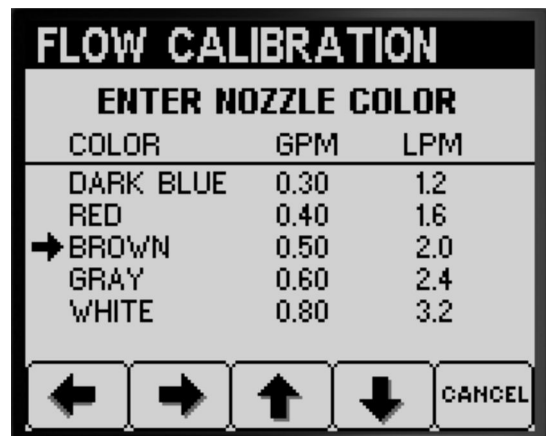 FLOW CALIBRATION
ENTER NOZZLE COLOR
COLOR GPM LPM
DARK BLUE 0.30 1.2
RED 0.40 1.6
BROWN 0.50 2.0
GRAY 0.60 2.4
WHITE 0.80 3.2
CANCEL